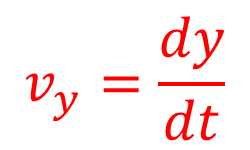 v_y = dy/dt